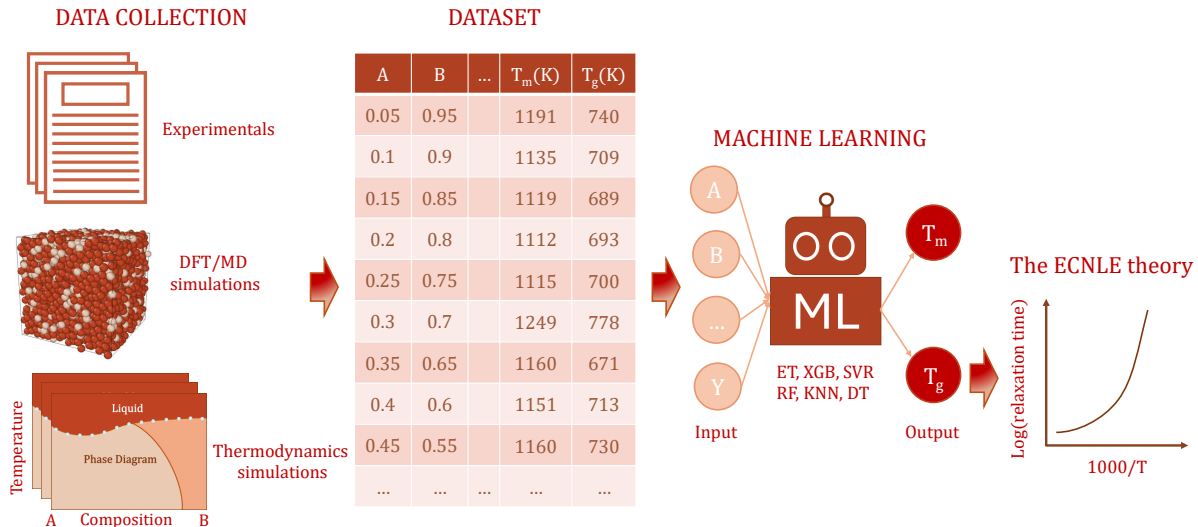 DATA COLLECTION
Experimentals
DFT/MD
simulations
Temperature
Liquid
Phase Diagram
A Composition B
Thermodynamics
simulations
DATASET
A B ... Tm(K) Tg(K)
0.05 0.95 1191 740
0.1 0.9 1135 709
0.15 0.85 1119 689
0.2 0.8 1112 693
0.25 0.75 1115 700
0.3 0.7 1249 778
0.35 0.65 1160 671
0.4 0.6 1151 713
0.45 0.55 1160 730
... ... ... ... ...
MACHINE LEARNING
A
B
...
Y
Input
ML
ET, XGB, SVR
RF, KNN, DT
Tm
Tg
Output
The ECNLE theory
Log(relaxation time)
1000/T